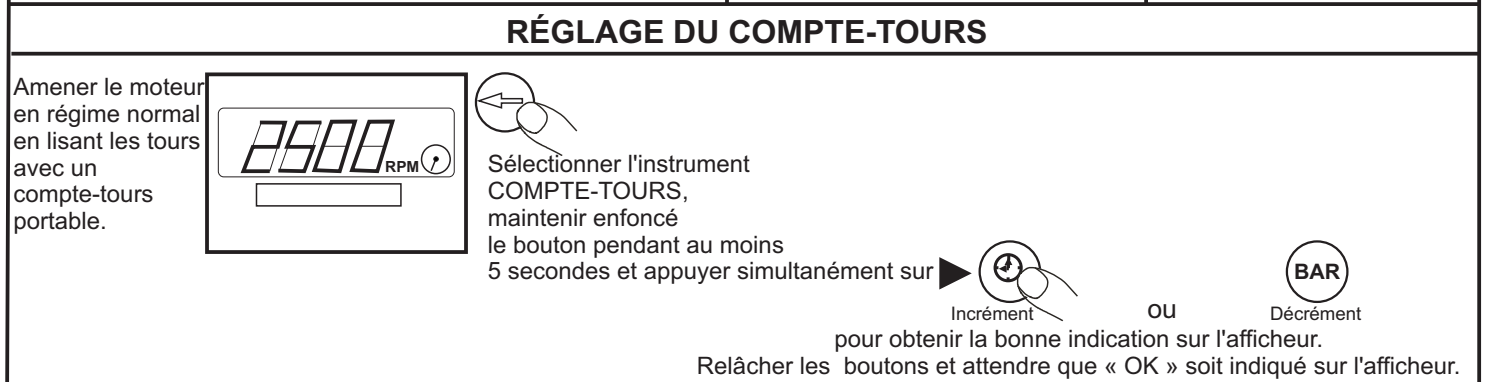 RÉGLAGE DU COMPTE-TOURS
Amener le moteur
en régime normal
en lisant les tours
avec un
compte-tours
portable.
2500 RPM
Sélectionner l'instrument
COMPTE-TOURS,
maintenir enfoncé
le bouton pendant au moins
5 secondes et appuyer simultanément sur
Incrément
ou
BAR
Décrément
pour obtenir la bonne indication sur l'afficheur.
Relâcher les boutons et attendre que « OK » soit indiqué sur l'afficheur.